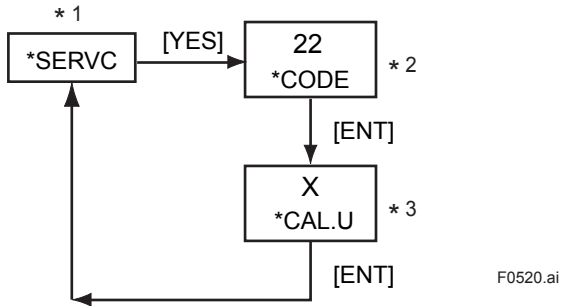 * 1
*SERVC
[YES]
22
*CODE
* 2
[ENT]
X
*CAL.U
* 3
[ENT]
F0520.ai